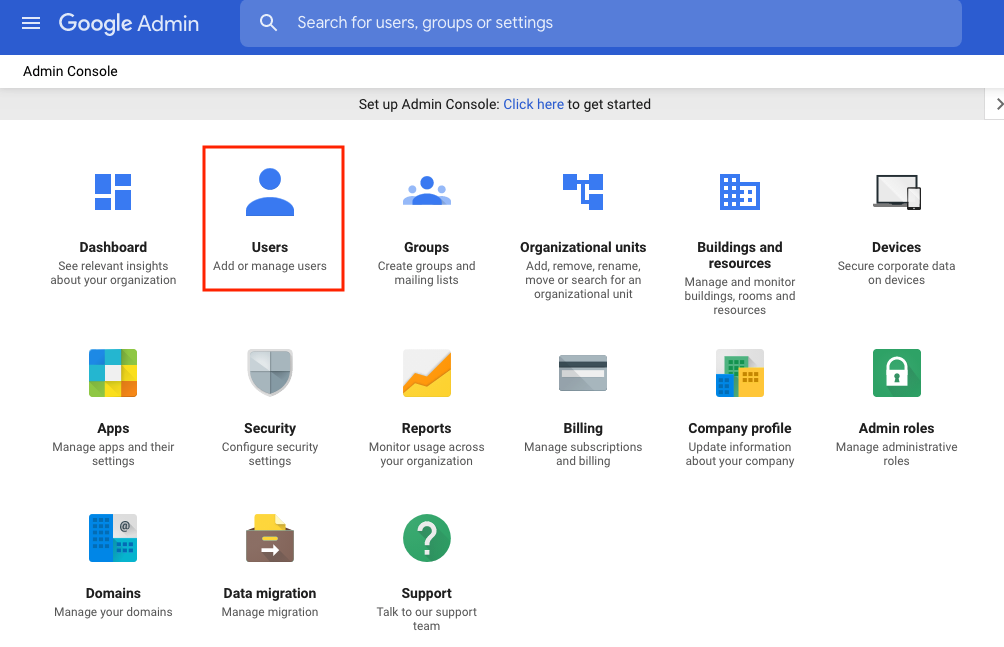 Google Admin
Search for users, groups or settings
Admin Console
Set up Admin Console: Click here to get started
Dashboard
See relevant insights
about your organization
Users
Add or manage users
Groups
Create groups and
mailing lists
Organizational units
Add, remove, rename,
move or search for an
organizational unit
Buildings and
resources
Manage and monitor
buildings, rooms and
resources
Devices
Secure corporate data
on devices
Apps
Manage apps and their
settings
Security
Configure security
settings
Reports
Monitor usage across
your organization
Billing
Manage subscriptions
and billing
Company profile
Update information
about your company
Admin roles
Manage administrative
roles
@
Domains
Manage your domains
Data migration
Manage migration
?
Support
Talk to our support
team